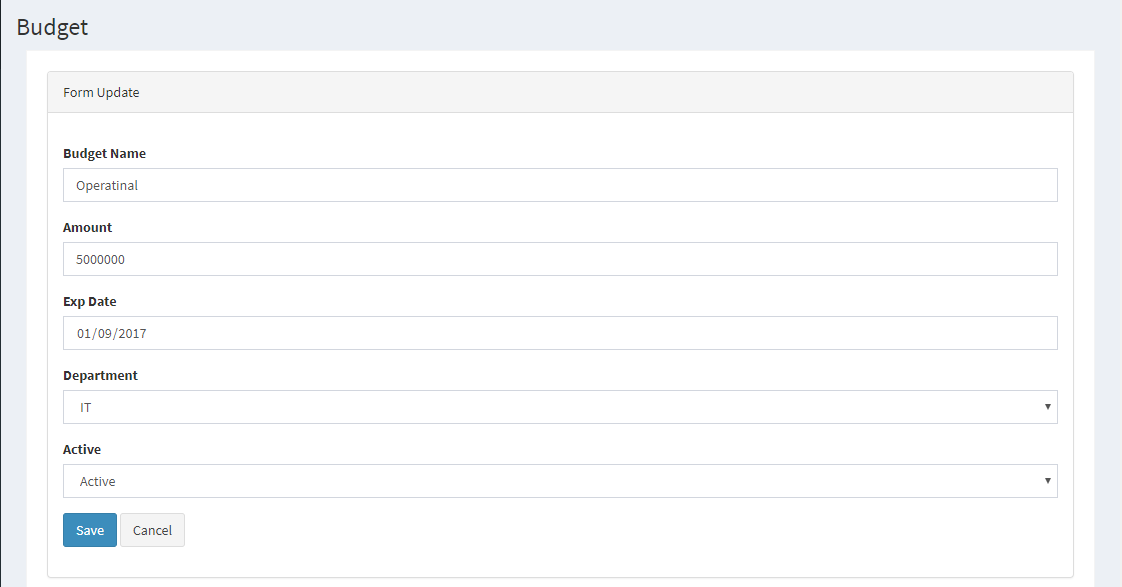 Budget
Form Update
Budget Name
Operatinal
Amount
5000000
Exp Date
01/09/2017
Department
IT
Active
Active
Save Cancel